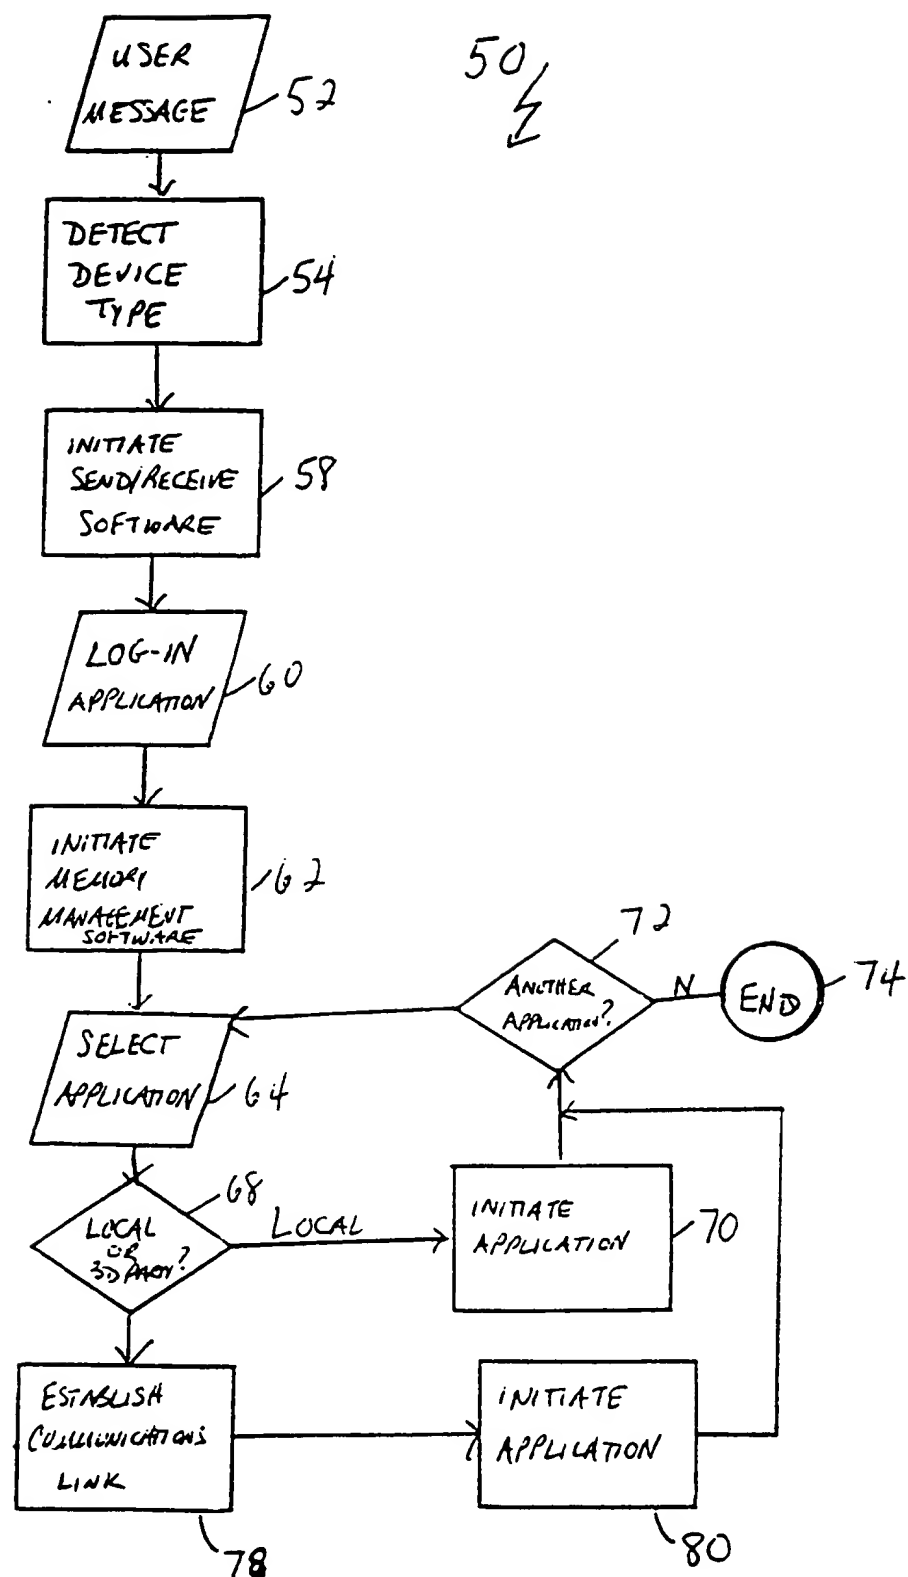 USER
MESSAGE
52
50
DETECT
DEVICE
TYPE
54
INITIATE
SEND/RECEIVE
SOFTWARE
58
LOG-IN
APPLICATION
60
INITIATE
MEMORY
MANAGEMENT
SOFTWARE
62
72
ANOTHER
APPLICATION?
N
END
74
SELECT
APPLICATION
64
68
LOCAL
OR
3D PARTY?
LOCAL
INITIATE
APPLICATION
70
ESTABLISH
COMMUNICATIONS
LINK
78
INITIATE
APPLICATION
80